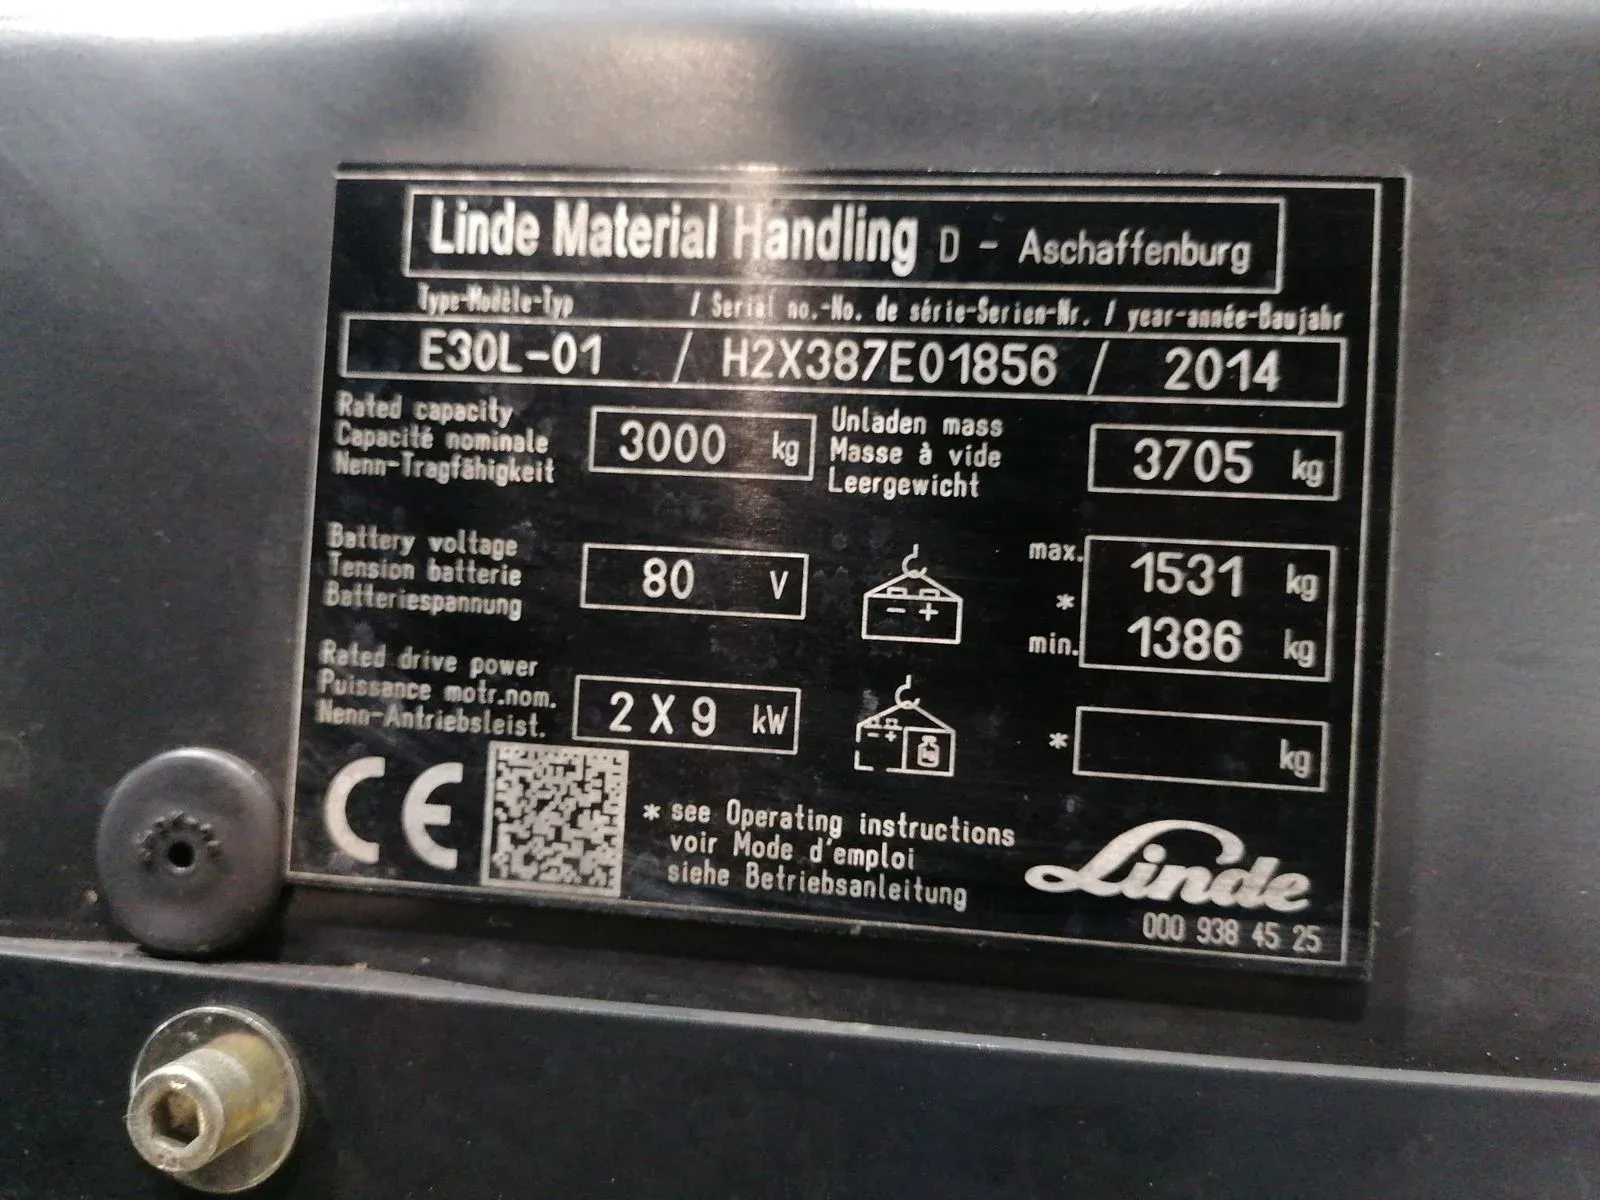 Linde Material Handling D - Aschaffenburg
Type-Modèle-Typ / Serial no.-No. de série-Serien-Nr. / year-année-Baujahr
E30L-01 / H2X387E01856 / 2014
Rated capacity
Capacité nominale
Nenn-Tragfähigkeit
3000 kg
Unladen mass
Masse à vide
Leergewicht
3705 kg
Battery voltage
Tension batterie
Batteriespannung
80 V
- +
max. 1531 kg
*
min. 1386 kg
Rated drive power
Puissance motr.nom.
Nenn-Antriebsleist.
2 X 9 kW
- +
kg
* kg
CE
* see Operating instructions
voir Mode d'emploi
siehe Betriebsanleitung
Linde
000 938 45 25